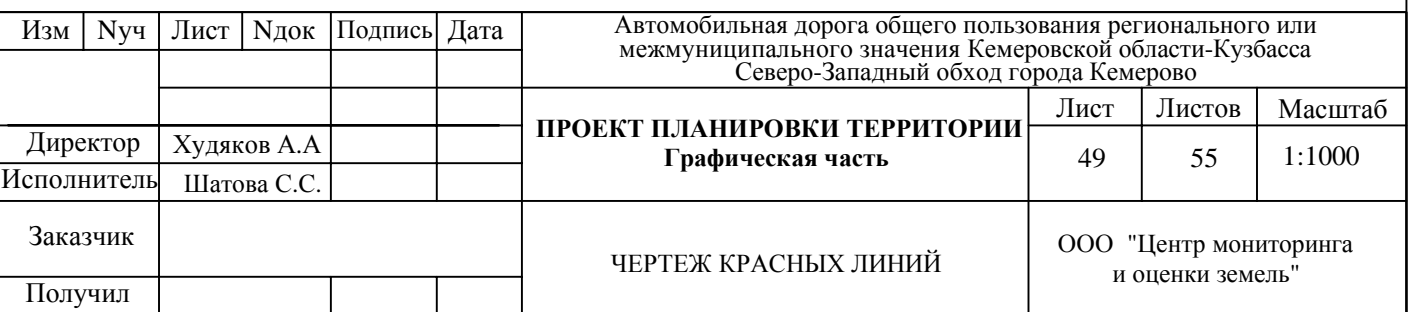 Изм Nуч Лист Nдок Подпись Дата
Автомобильная дорога общего пользования регионального или
межмуниципального значения Кемеровской области-Кузбасса
Северо-Западный обход города Кемерово
ПРОЕКТ ПЛАНИРОВКИ ТЕРРИТОРИИ
Графическая часть
Лист Листов Масштаб
49 55 1:1000
Директор Худяков А.А
Исполнитель Шатова С.С.
Заказчик
Получил
ЧЕРТЕЖ КРАСНЫХ ЛИНИЙ
ООО "Центр мониторинга
и оценки земель"